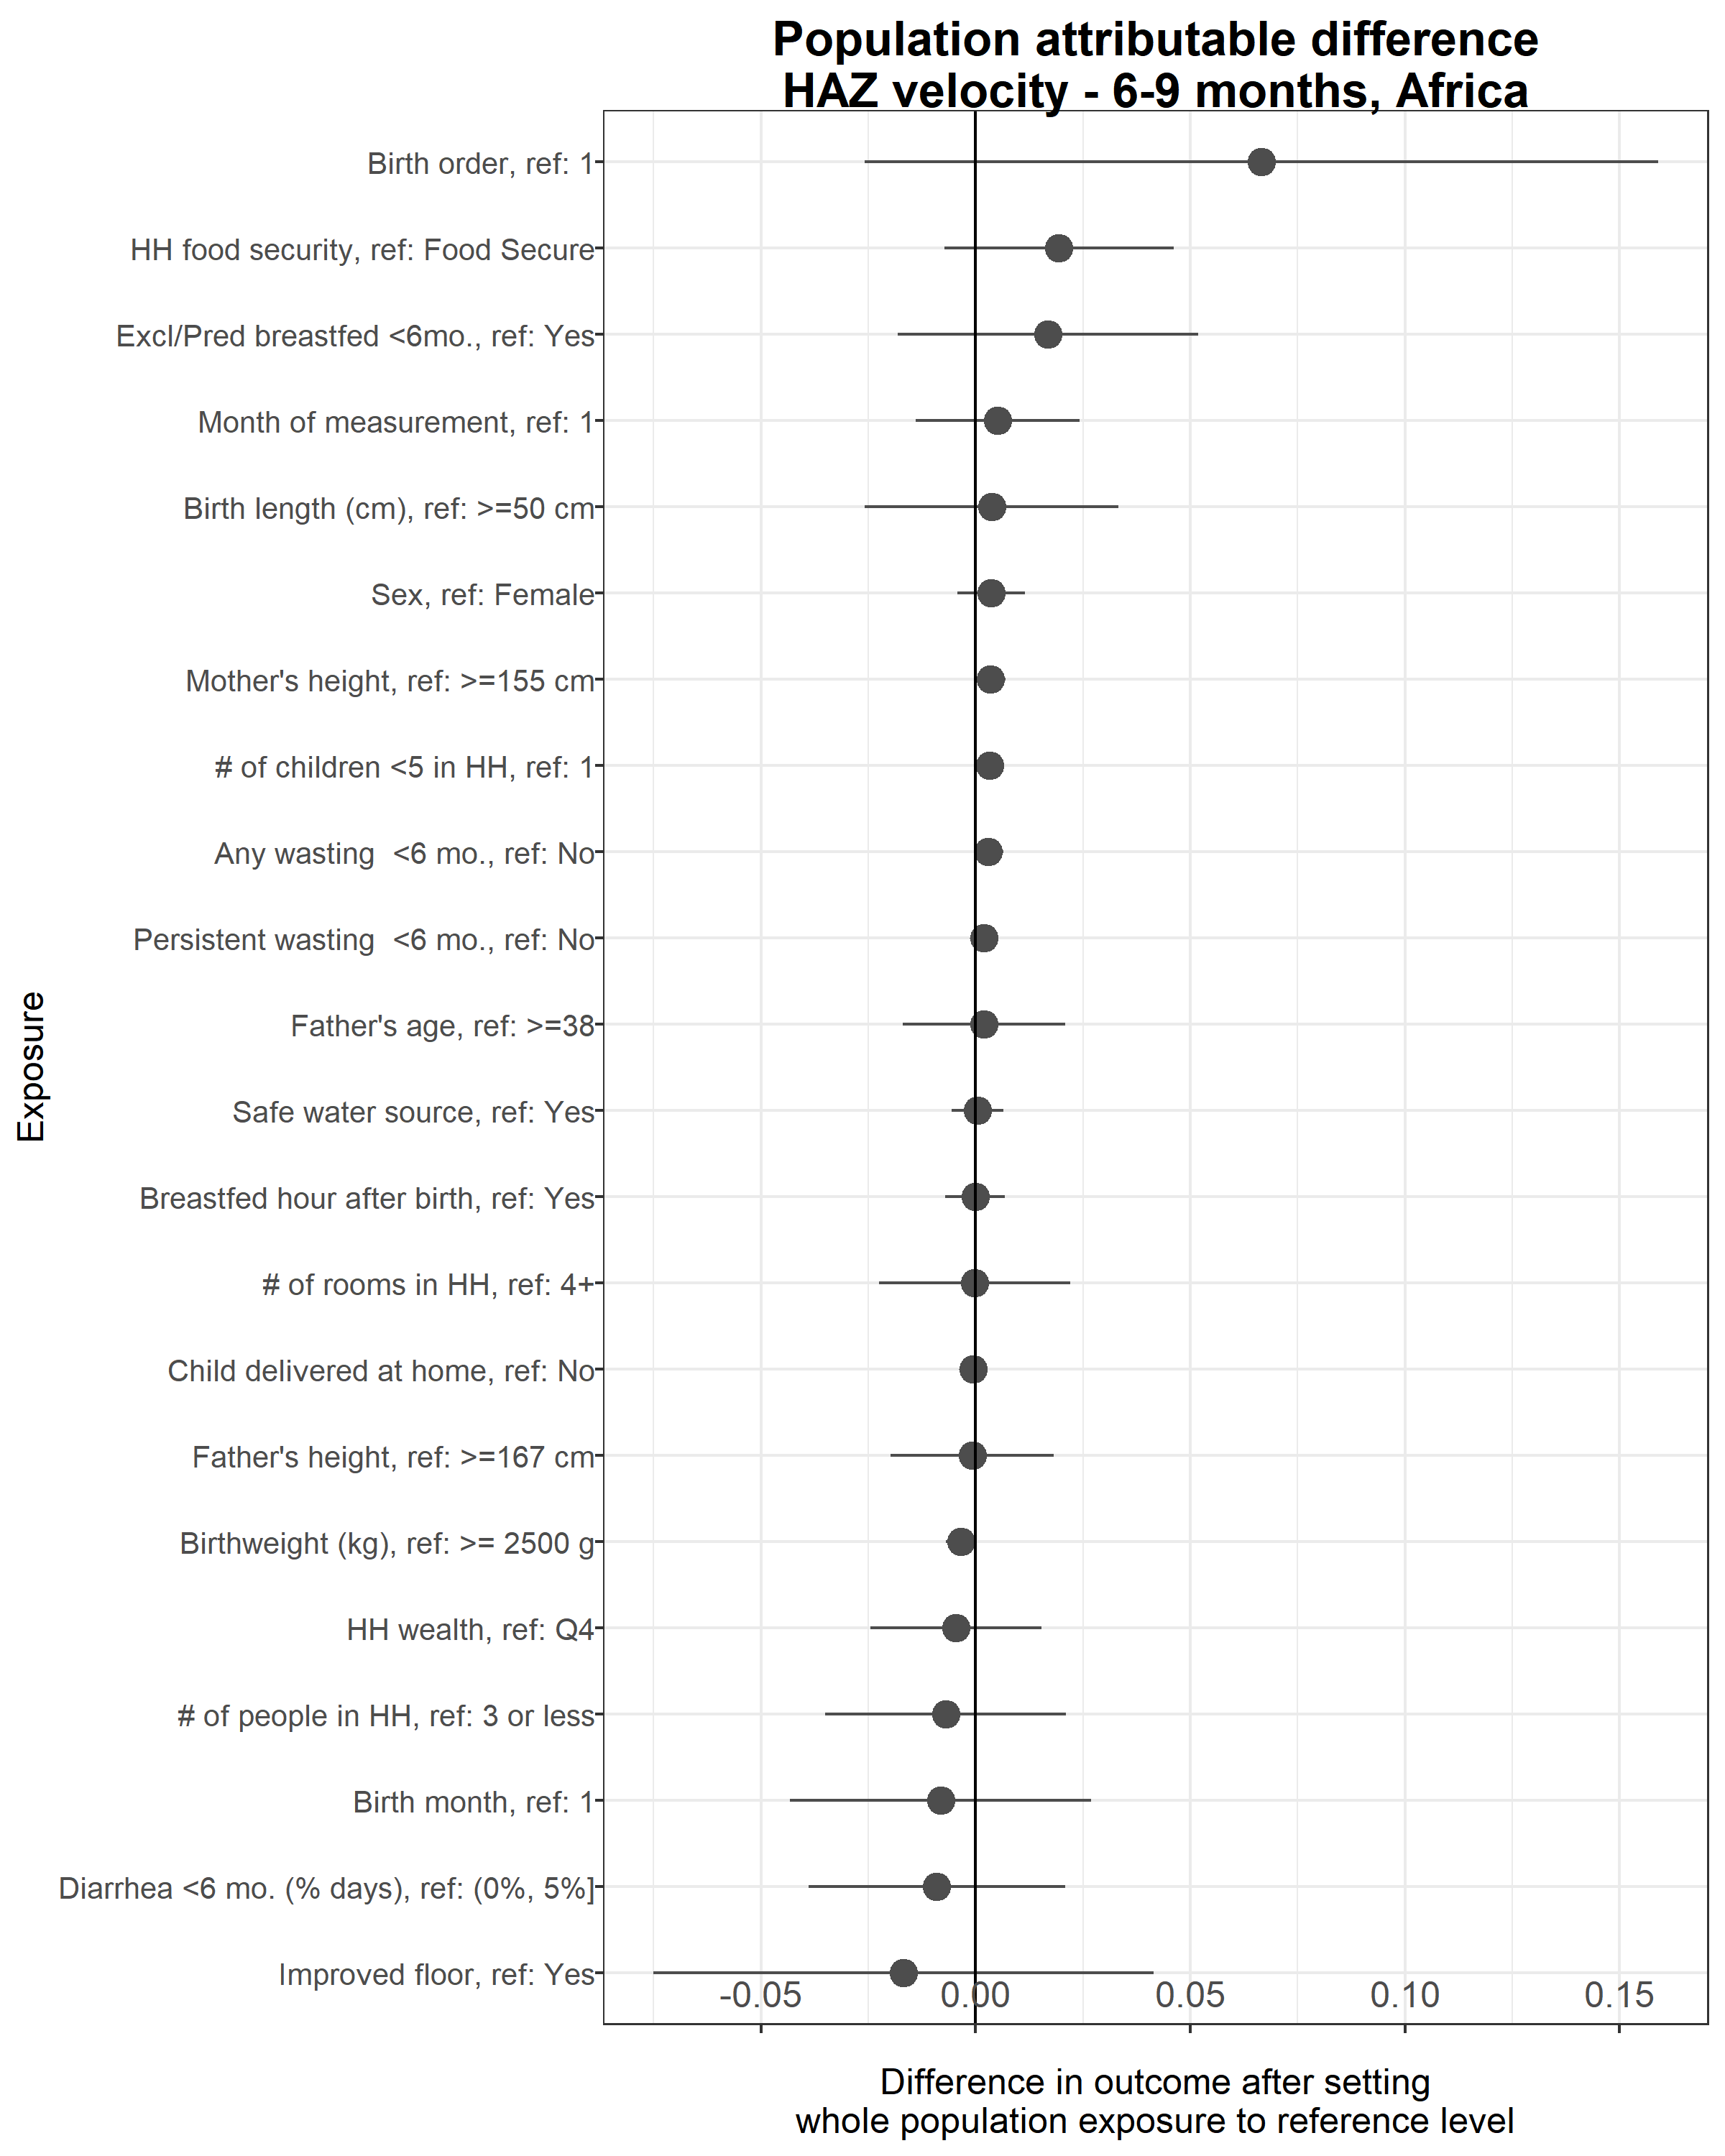 Population attributable difference
HAZ velocity - 6-9 months, Africa
Birth order, ref: 1
HH food security, ref: Food Secure
Excl/Pred breastfed <6mo., ref: Yes
Month of measurement, ref: 1
Birth length (cm), ref: >=50 cm
Sex, ref: Female
Mother's height, ref: >=155 cm
# of children <5 in HH, ref: 1
Any wasting  <6 mo., ref: No
Persistent wasting  <6 mo., ref: No
Father's age, ref: >=38
Safe water source, ref: Yes
Breastfed hour after birth, ref: Yes
# of rooms in HH, ref: 4+
Child delivered at home, ref: No
Father's height, ref: >=167 cm
Birthweight (kg), ref: >= 2500 g
HH wealth, ref: Q4
# of people in HH, ref: 3 or less
Birth month, ref: 1
Diarrhea <6 mo. (% days), ref: (0%, 5%]
Improved floor, ref: Yes
Exposure
-0.05 0.00 0.05 0.10 0.15
Difference in outcome after setting
whole population exposure to reference level